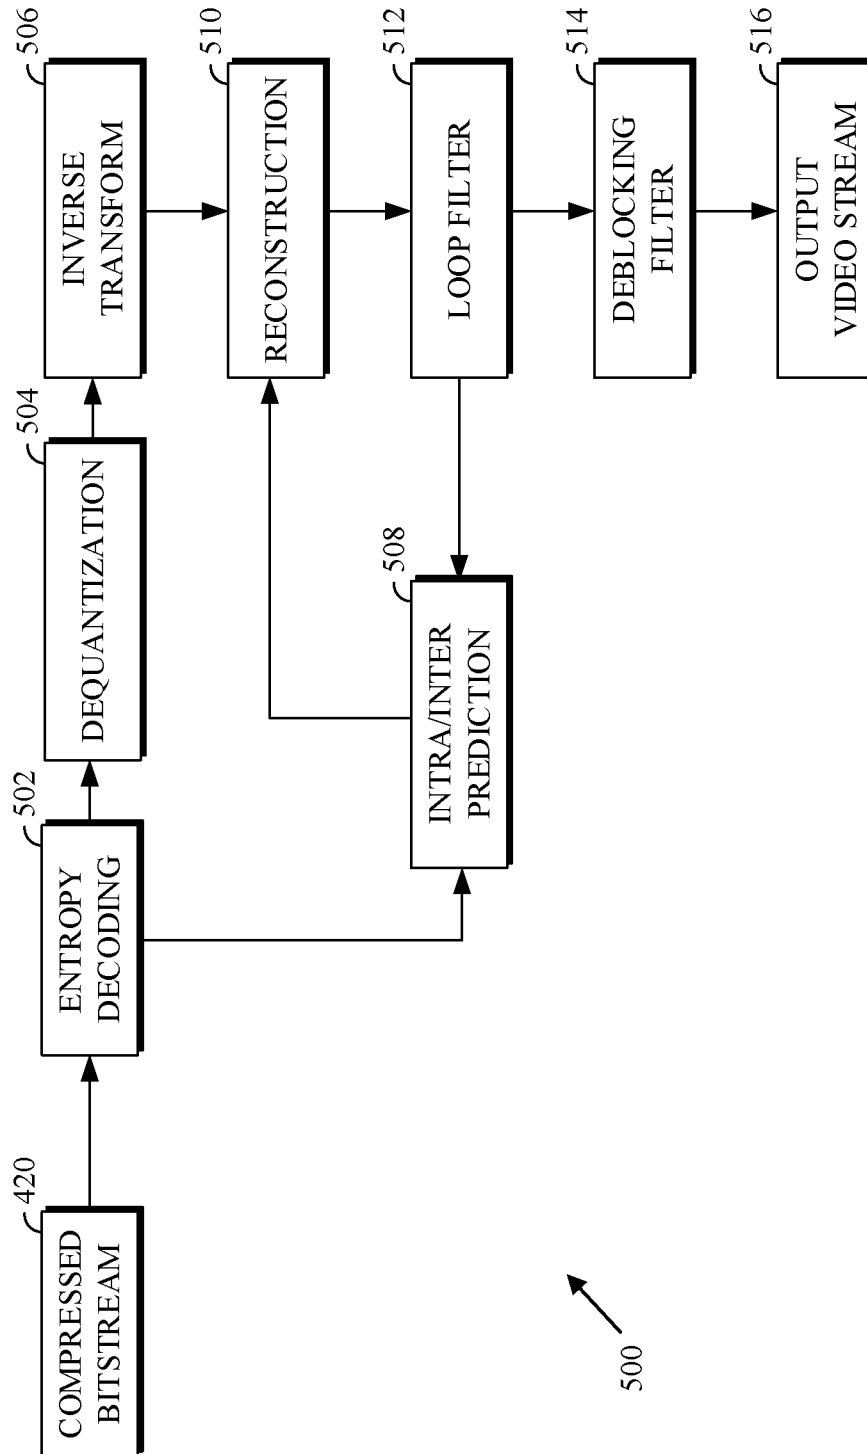 420
COMPRESSED
BITSTREAM
502
ENTROPY
DECODING
504
DEQUANTIZATION
506
INVERSE
TRANSFORM
508
INTRA/INTER
PREDICTION
510
RECONSTRUCTION
512
LOOP FILTER
514
DEBLOCKING
FILTER
516
OUTPUT
VIDEO STREAM
500